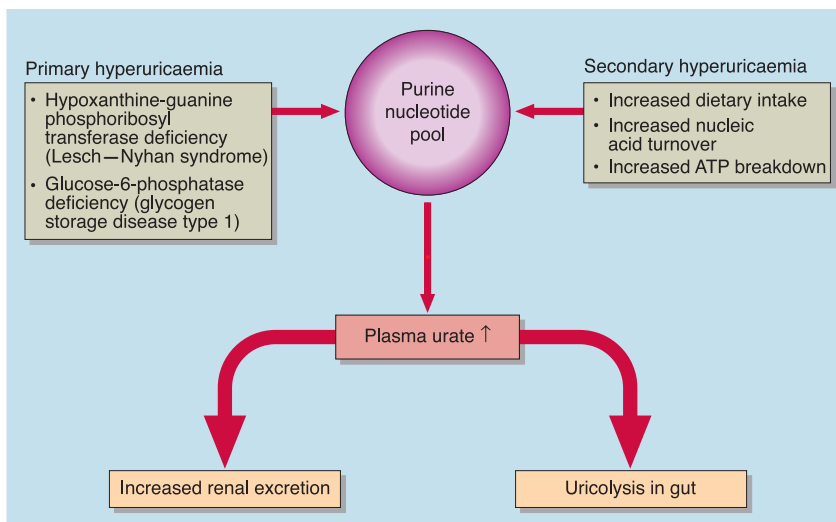 Primary hyperuricaemia
• Hypoxanthine-guanine
phosphoribosyl
transferase deficiency
(Lesch—Nyhan syndrome)
• Glucose-6-phosphatase
deficiency (glycogen
storage disease type 1)
Purine
nucleotide
pool
Secondary hyperuricaemia
• Increased dietary intake
• Increased nucleic
acid turnover
• Increased ATP breakdown
Plasma urate ↑
Increased renal excretion
Uricolysis in gut